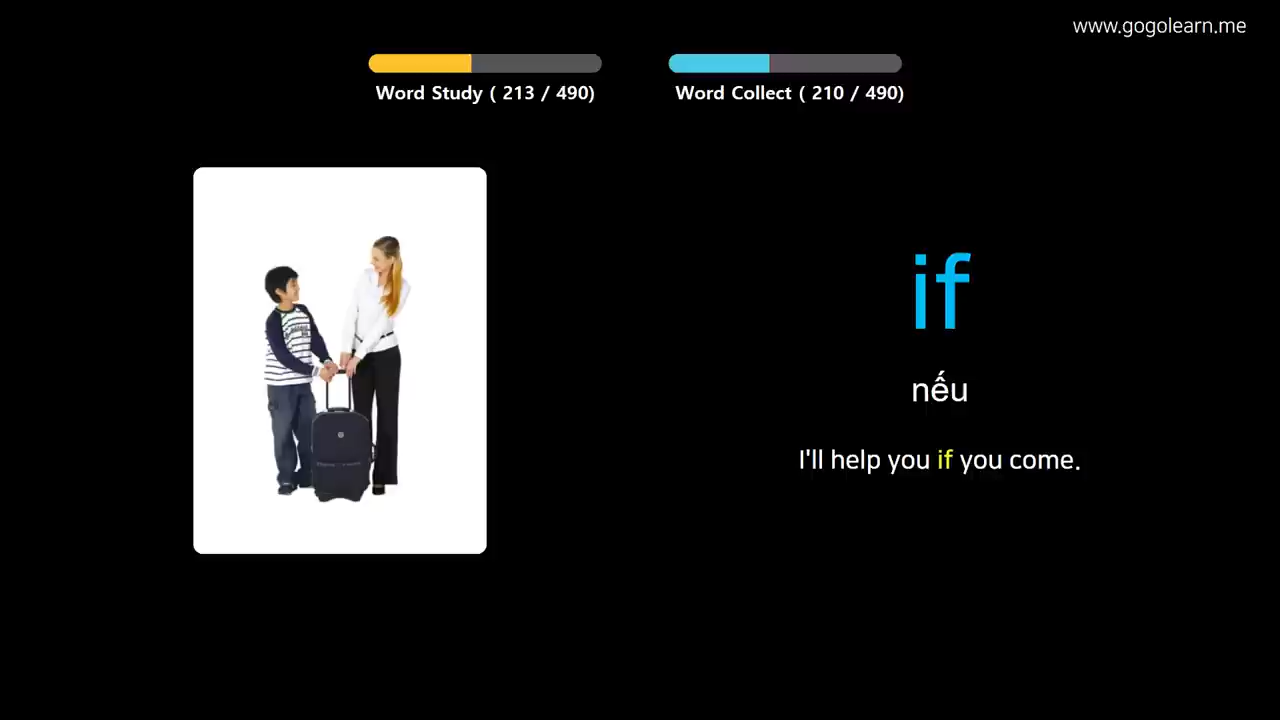 www.gogolearn.me
Word Study ( 213 / 490)
Word Collect ( 210 / 490)
if
nếu
I'll help you if you come.